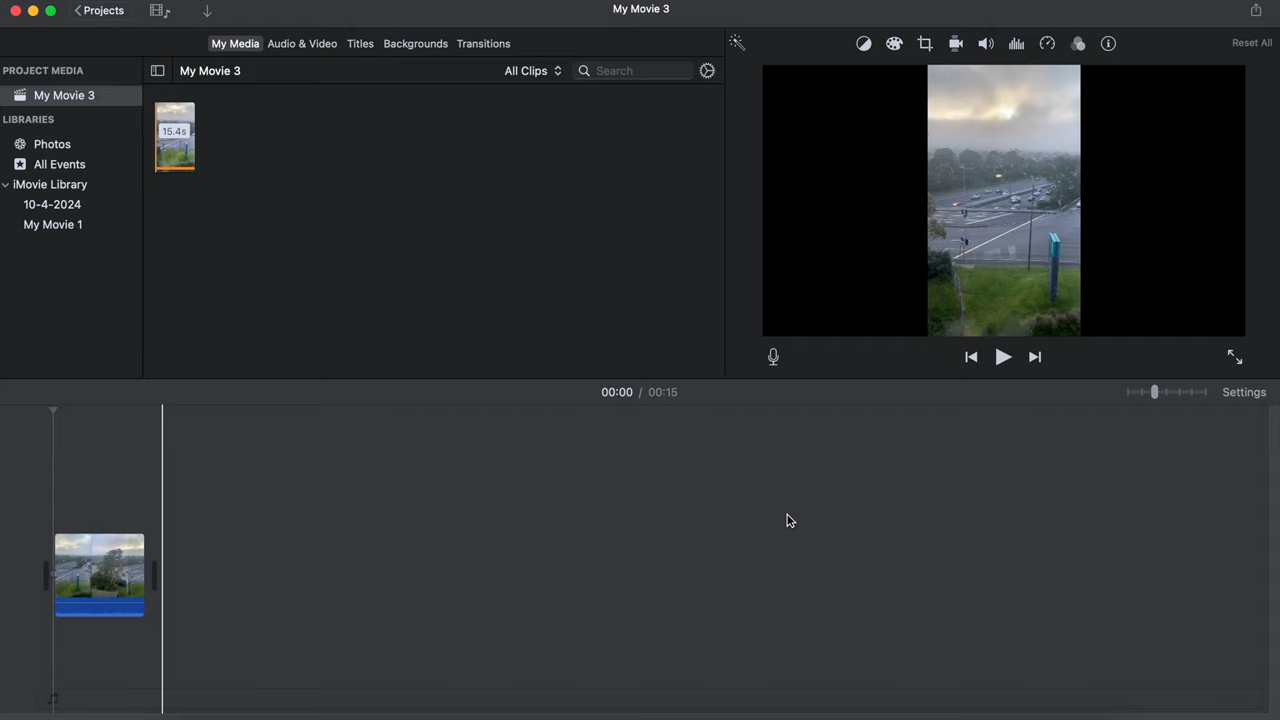 Projects
My Movie 3
My Media
Audio & Video
Titles
Backgrounds
Transitions
Reset All
PROJECT MEDIA
My Movie 3
All Clips
Search
My Movie 3
LIBRARIES
Photos
All Events
iMovie Library
10-4-2024
My Movie 1
15.4s
00:00 / 00:15
Settings